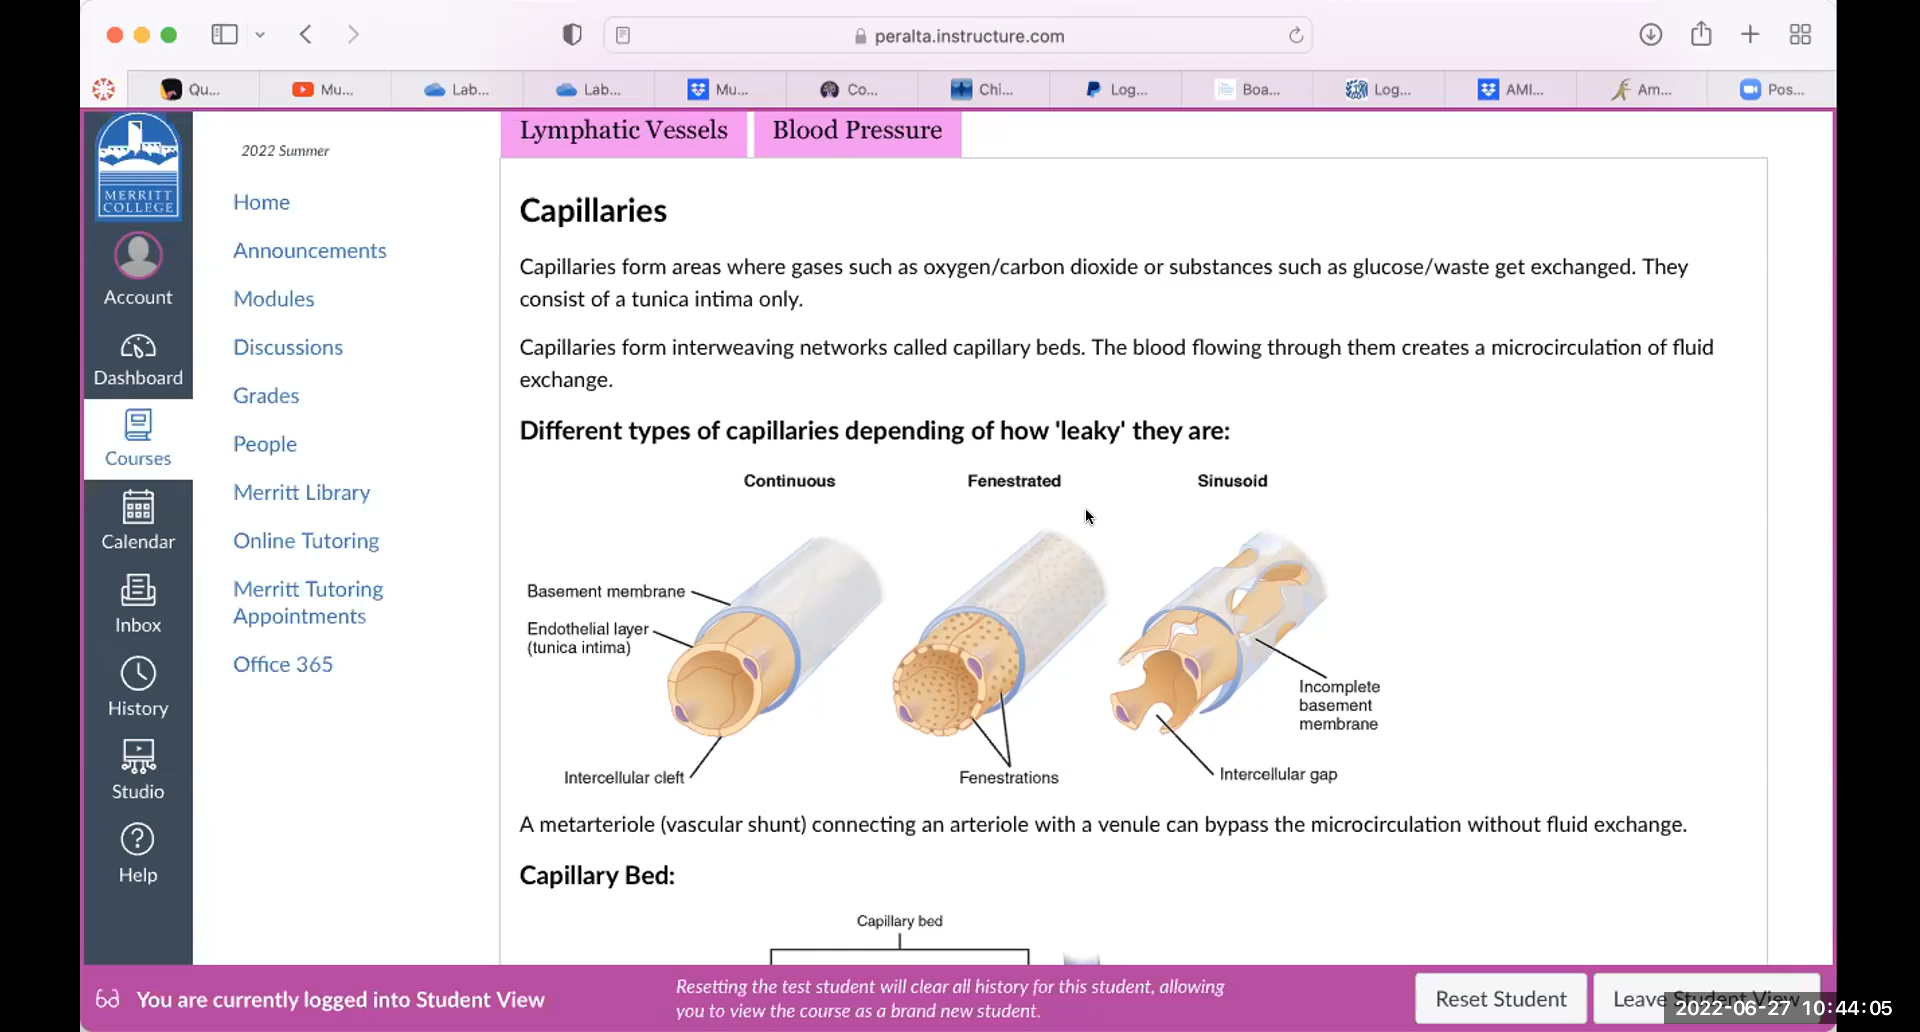 peralta.instructure.com
Qu...
Mu...
Lab...
Lab...
Mu...
Co...
Chi...
Log...
Boa...
Log...
AMI...
Am...
Pos...
MERRITT
COLLEGE
Account
Dashboard
Courses
Calendar
Inbox
History
Studio
Help
2022 Summer
Home
Announcements
Modules
Discussions
Grades
People
Merritt Library
Online Tutoring
Merritt Tutoring
Appointments
Office 365
Lymphatic Vessels
Blood Pressure
Capillaries
Capillaries form areas where gases such as oxygen/carbon dioxide or substances such as glucose/waste get exchanged. They
consist of a tunica intima only.
Capillaries form interweaving networks called capillary beds. The blood flowing through them creates a microcirculation of fluid
exchange.
Different types of capillaries depending of how 'leaky' they are:
Continuous
Fenestrated
Sinusoid
Basement membrane
Endothelial layer
(tunica intima)
Intercellular cleft
Fenestrations
Incomplete
basement
membrane
Intercellular gap
A metarteriole (vascular shunt) connecting an arteriole with a venule can bypass the microcirculation without fluid exchange.
Capillary Bed:
Capillary bed
You are currently logged into Student View
Resetting the test student will clear all history for this student, allowing
you to view the course as a brand new student.
Reset Student
Leave Student View
2022-06-27 10:44:05